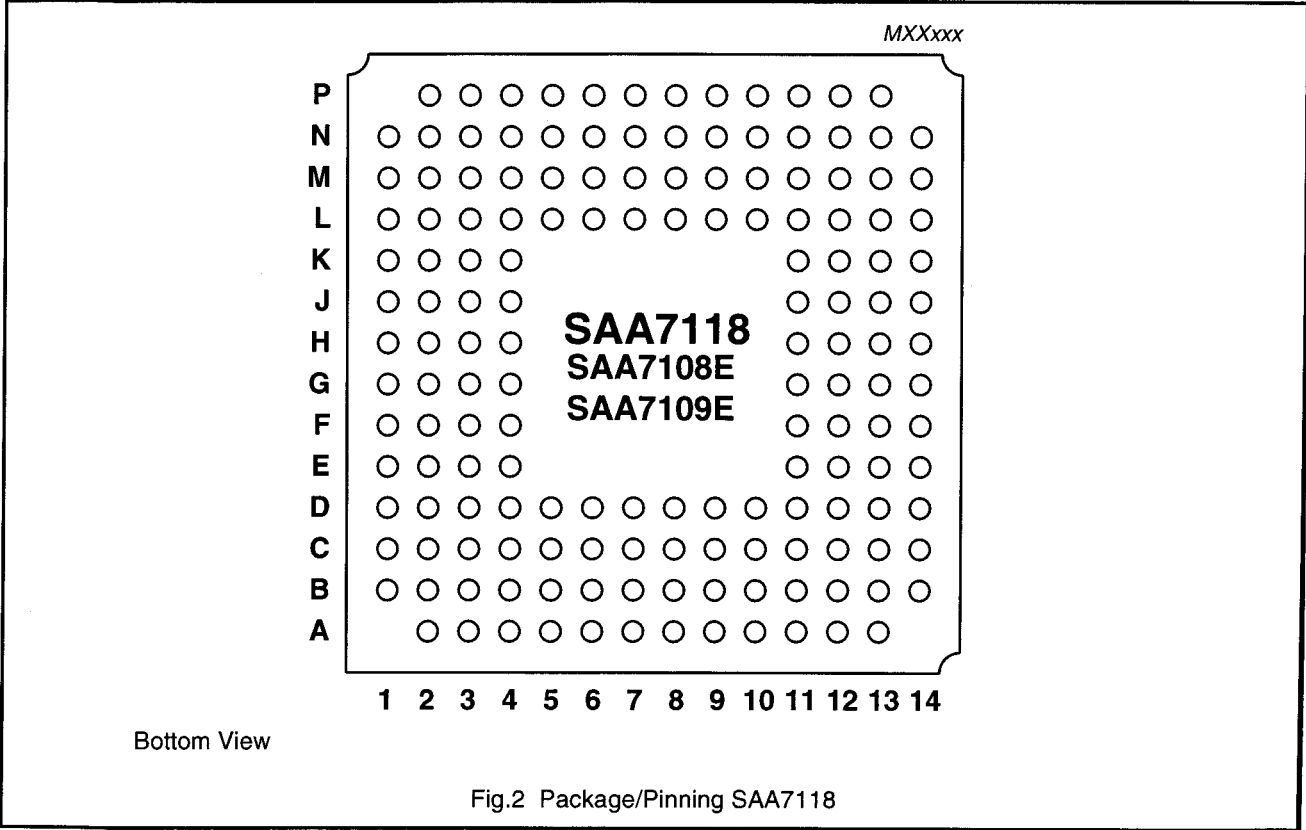 MXXxxx
P
N
M
L
K
J
H
G
F
E
D
C
B
A
SAA7118
SAA7108E
SAA7109E
1 2 3 4 5 6 7 8 9 10 11 12 13 14
Bottom View
Fig.2 Package/Pinning SAA7118